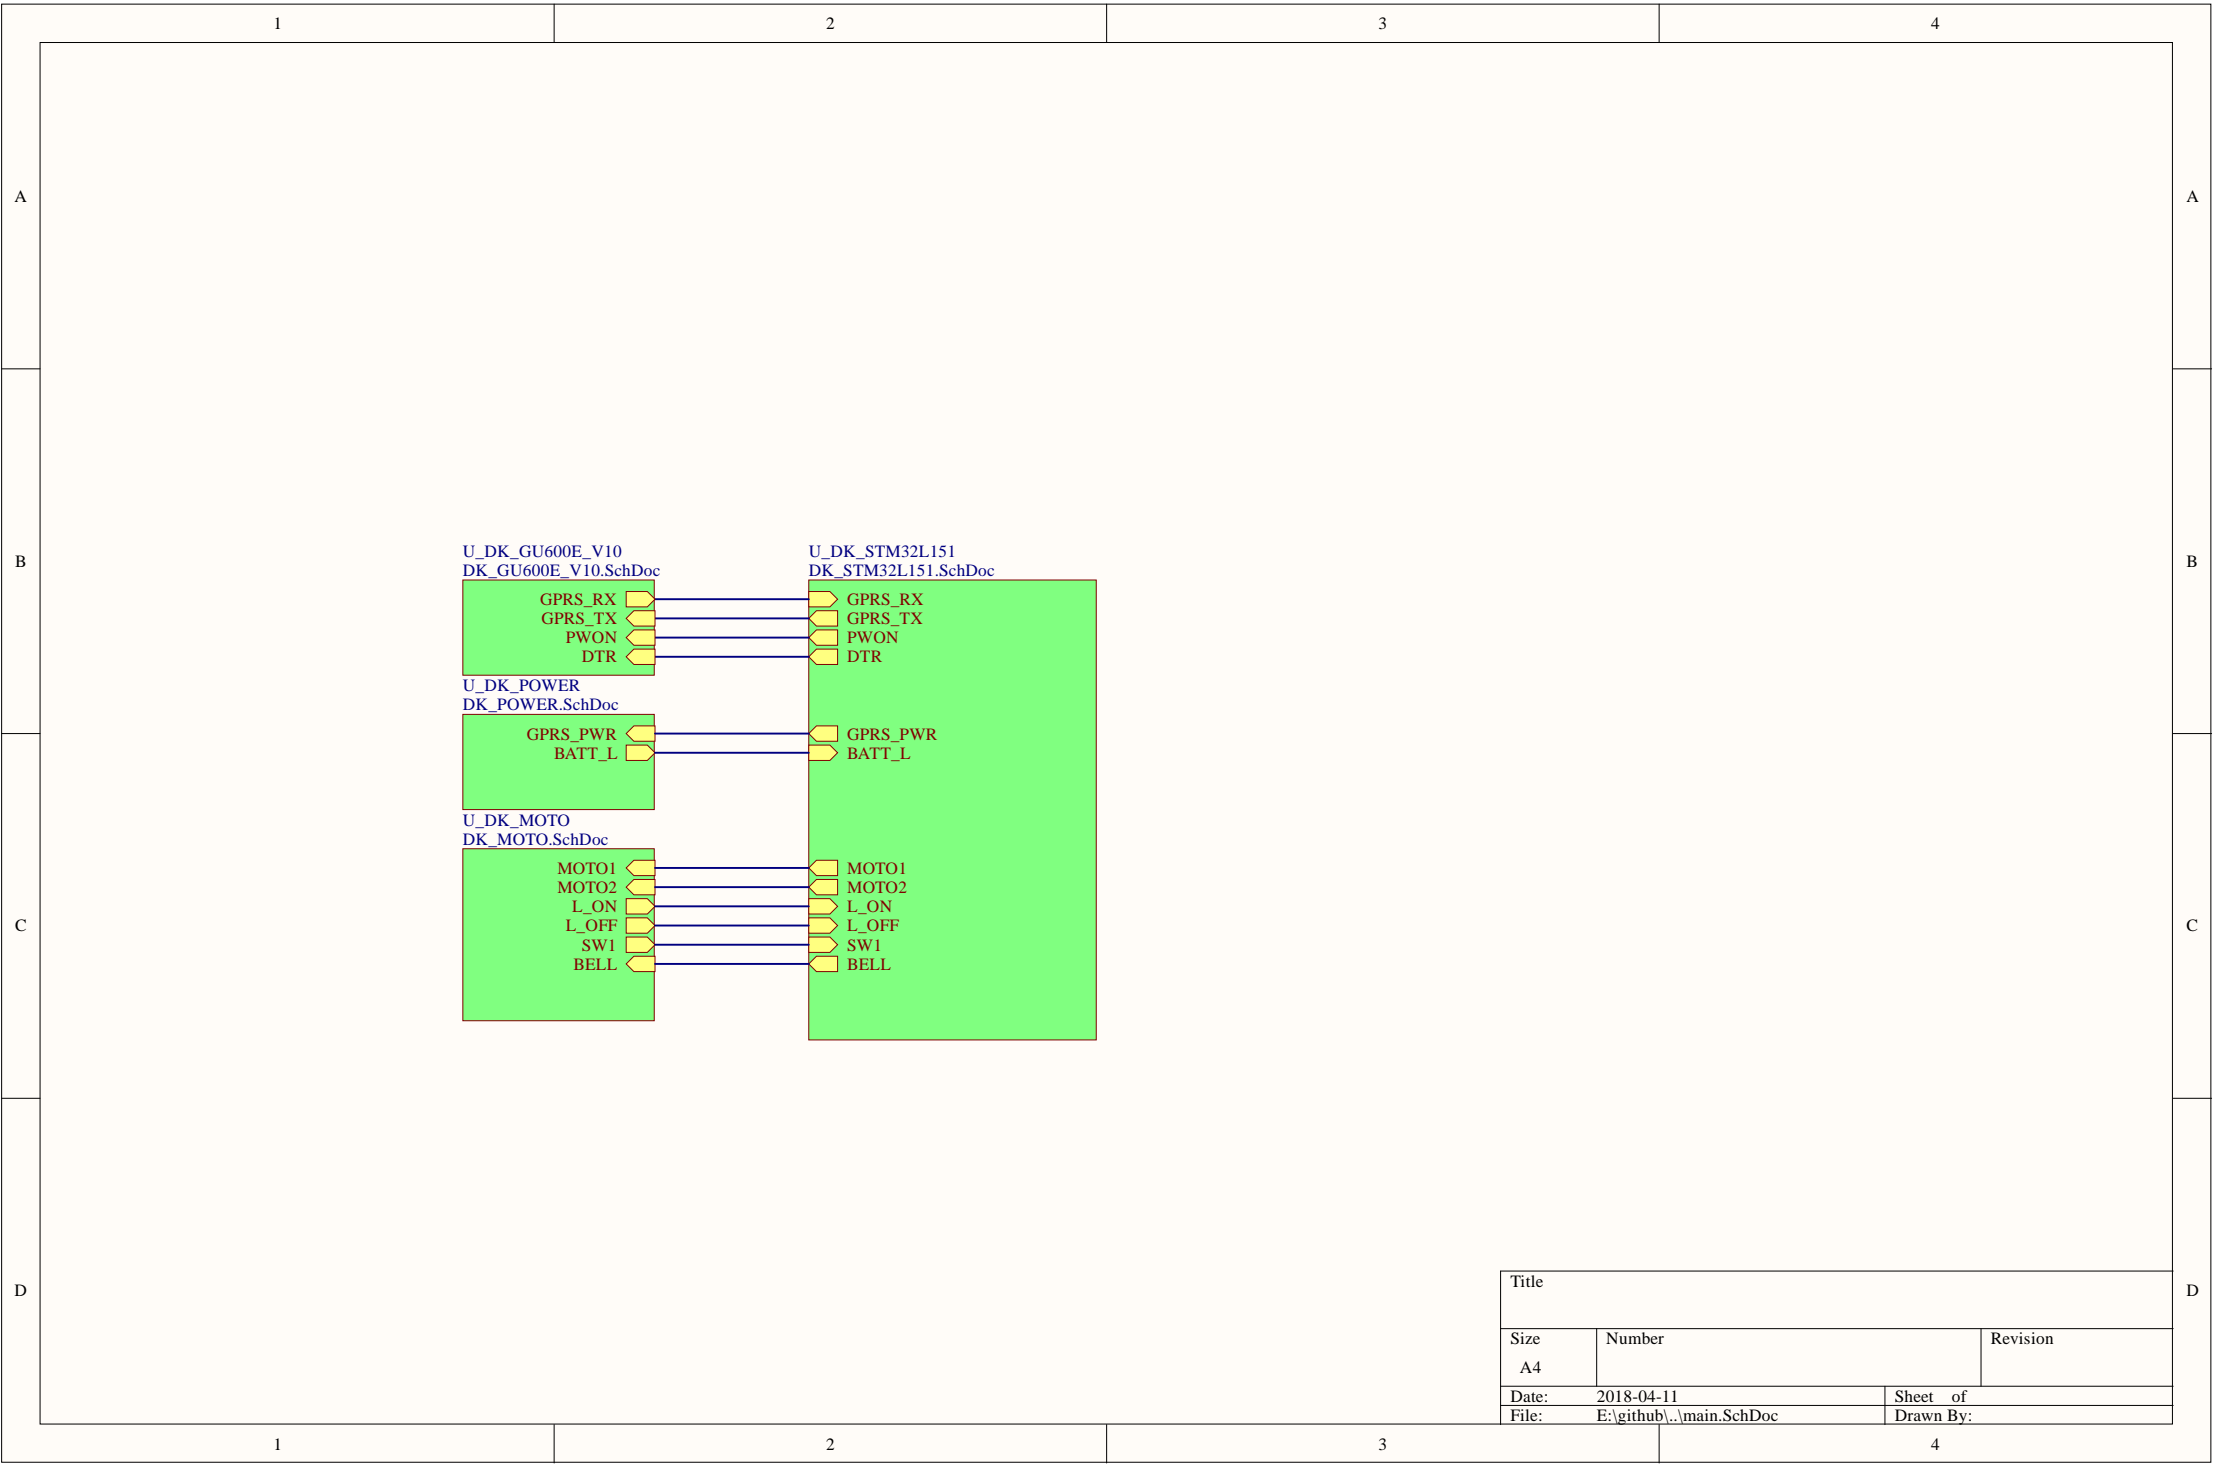 1 2 3 4
A A
B B
C C
D D
U_DK_GU600E_V10
DK_GU600E_V10.SchDoc
GPRS_RX
GPRS_TX
PWON
DTR
U_DK_POWER
DK_POWER.SchDoc
GPRS_PWR
BATT_L
U_DK_MOTO
DK_MOTO.SchDoc
MOTO1
MOTO2
L_ON
L_OFF
SW1
BELL
U_DK_STM32L151
DK_STM32L151.SchDoc
GPRS_RX
GPRS_TX
PWON
DTR
GPRS_PWR
BATT_L
MOTO1
MOTO2
L_ON
L_OFF
SW1
BELL
Title
Size Number Revision
A4
Date: 2018-04-11 Sheet of
File: E:\github\..\main.SchDoc Drawn By:
1 2 3 4